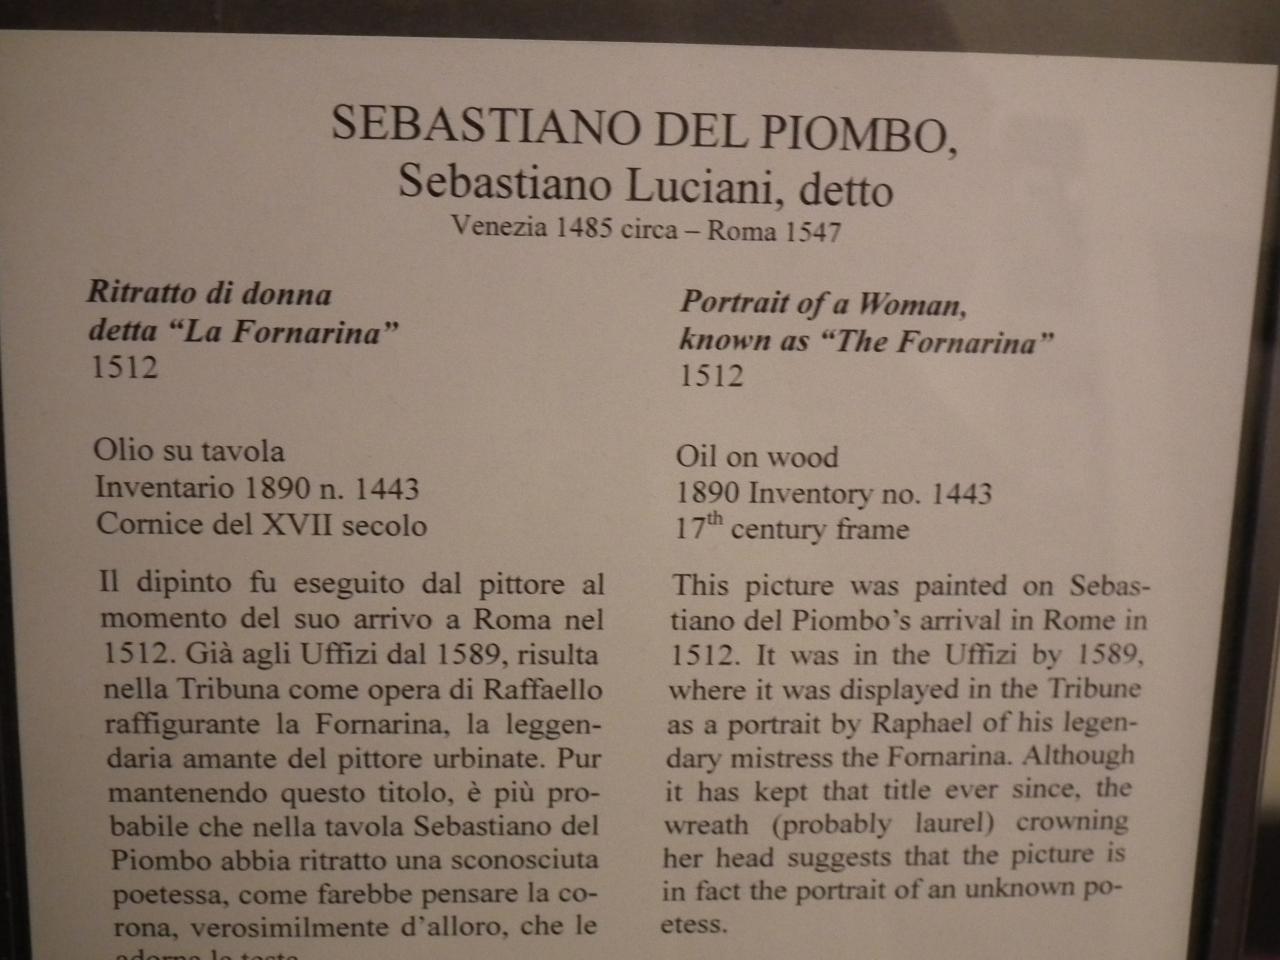 SEBASTIANO DEL PIOMBO,
Sebastiano Luciani, detto
Venezia 1485 circa – Roma 1547
Ritratto di donna
detta “La Fornarina”
1512
Olio su tavola
Inventario 1890 n. 1443
Cornice del XVII secolo
Il dipinto fu eseguito dal pittore al
momento del suo arrivo a Roma nel
1512. Già agli Uffizi dal 1589, risulta
nella Tribuna come opera di Raffaello
raffigurante la Fornarina, la leggen-
daria amante del pittore urbinate. Pur
mantenendo questo titolo, è più pro-
babile che nella tavola Sebastiano del
Piombo abbia ritratto una sconosciuta
poetessa, come farebbe pensare la co-
rona, verosimilmente d’alloro, che le
adorna la testa.
Portrait of a Woman,
known as “The Fornarina”
1512
Oil on wood
1890 Inventory no. 1443
17th century frame
This picture was painted on Sebas-
tiano del Piombo’s arrival in Rome in
1512. It was in the Uffizi by 1589,
where it was displayed in the Tribune
as a portrait by Raphael of his legen-
dary mistress the Fornarina. Although
it has kept that title ever since, the
wreath (probably laurel) crowning
her head suggests that the picture is
in fact the portrait of an unknown po-
etess.